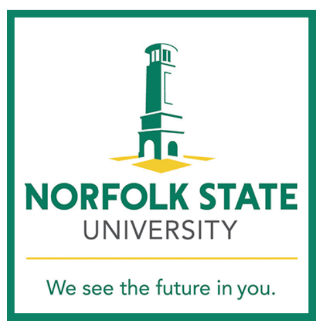 NORFOLK STATE
UNIVERSITY
We see the future in you.